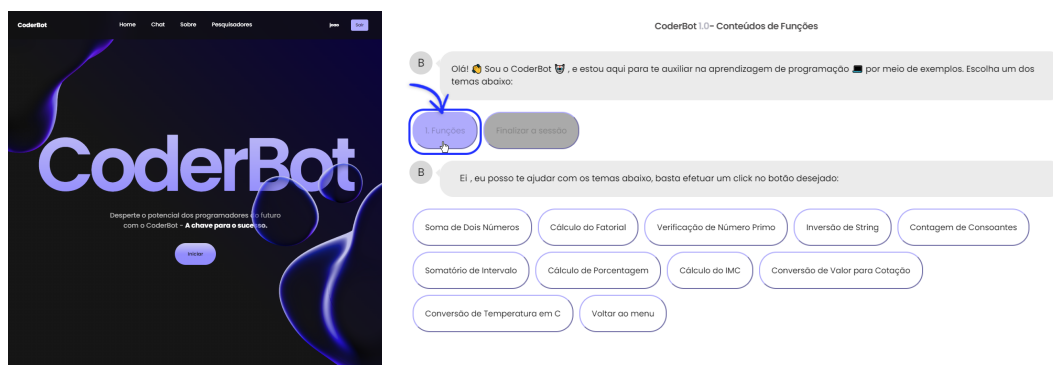 CoderBot
Home Chat Sobre Pesquisadores
Sair
CoderBot
Desperte o potencial dos programadores do futuro
com o CoderBot - A chave para o sucesso.
Iniciar
CoderBot 1.0- Conteúdos de Funções
B
Olá! 👏 Sou o CoderBot 😈 , e estou aqui para te auxiliar na aprendizagem de programação 💻 por meio de exemplos. Escolha um dos
temas abaixo:
1. Funções
Finalizar a sessão
B
Ei , eu posso te ajudar com os temas abaixo, basta efetuar um click no botão desejado:
Soma de Dois Números
Cálculo do Fatorial
Verificação de Número Primo
Inversão de String
Contagem de Consoantes
Somatório de Intervalo
Cálculo de Porcentagem
Cálculo do IMC
Conversão de Valor para Cotação
Conversão de Temperatura em C
Voltar ao menu